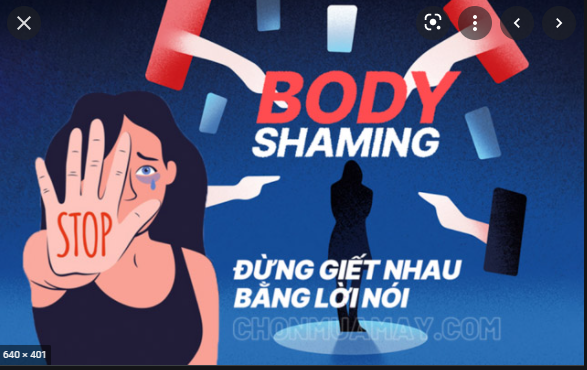 BODY
SHAMING
STOP
ĐỪNG GIẾT NHAU
BẰNG LỜI NÓI
CHONMUAMAY.COM
640 × 401